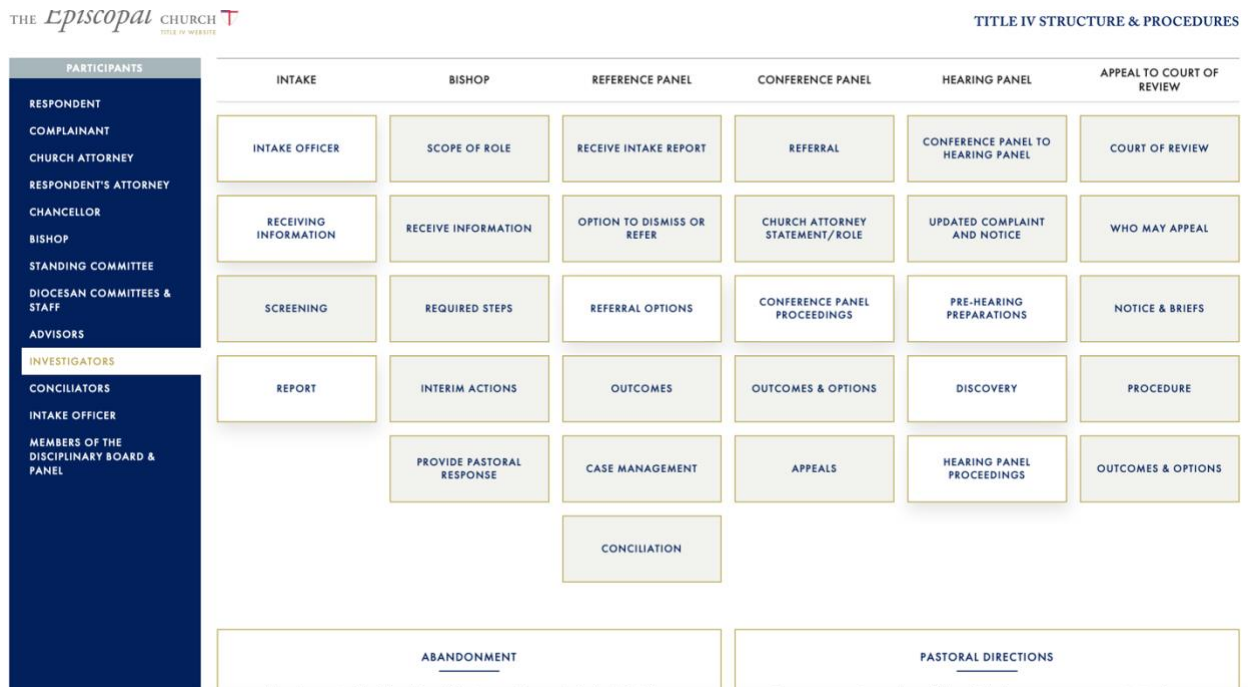 THE Episcopal CHURCH
TITLE IV WEBSITE
TITLE IV STRUCTURE & PROCEDURES
PARTICIPANTS
RESPONDENT
COMPLAINANT
CHURCH ATTORNEY
RESPONDENT'S ATTORNEY
CHANCELLOR
BISHOP
STANDING COMMITTEE
DIOCESAN COMMITTEES &
STAFF
ADVISORS
INVESTIGATORS
CONCILIATORS
INTAKE OFFICER
MEMBERS OF THE
DISCIPLINARY BOARD &
PANEL
INTAKE
INTAKE OFFICER
RECEIVING
INFORMATION
SCREENING
REPORT
BISHOP
SCOPE OF ROLE
RECEIVE INFORMATION
REQUIRED STEPS
INTERIM ACTIONS
PROVIDE PASTORAL
RESPONSE
REFERENCE PANEL
RECEIVE INTAKE REPORT
OPTION TO DISMISS OR
REFER
REFERRAL OPTIONS
OUTCOMES
CASE MANAGEMENT
CONCILIATION
CONFERENCE PANEL
REFERRAL
CHURCH ATTORNEY
STATEMENT/ROLE
CONFERENCE PANEL
PROCEEDINGS
OUTCOMES & OPTIONS
APPEALS
HEARING PANEL
CONFERENCE PANEL TO
HEARING PANEL
UPDATED COMPLAINT
AND NOTICE
PRE-HEARING
PREPARATIONS
DISCOVERY
HEARING PANEL
PROCEEDINGS
APPEAL TO COURT OF
REVIEW
COURT OF REVIEW
WHO MAY APPEAL
NOTICE & BRIEFS
PROCEDURE
OUTCOMES & OPTIONS
ABANDONMENT
PASTORAL DIRECTIONS